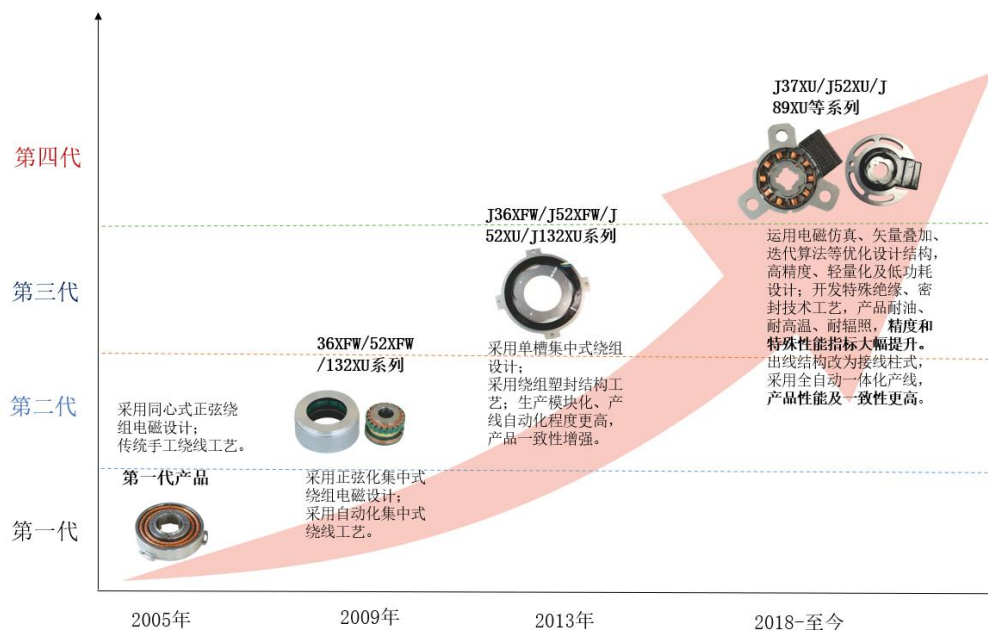 第四代
第三代
第二代
第一代
采用同心式正弦绕
组电磁设计；
传统手工绕线工艺。
第一代产品
36XFW/52XFW
/132XU系列
采用正弦化集中式
绕组电磁设计；
采用自动化集中式
绕线工艺。
J36XFW/J52XFW/J
52XU/J132XU系列
采用单槽集中式绕组
设计；
采用绕组塑封结构工
艺；生产模块化、产
线自动化程度更高，
产品一致性增强。
J37XU/J52XU/J
89XU等系列
运用电磁仿真、矢量叠加、
迭代算法等优化设计结构，
高精度、轻量化及低功耗
设计；开发特殊绝缘、密
封技术工艺，产品耐油、
耐高温、耐辐照，精度和
特殊性能指标大幅提升。
出线结构改为接线柱式，
采用全自动一体化产线，
产品性能及一致性更高。
2005年
2009年
2013年
2018-至今